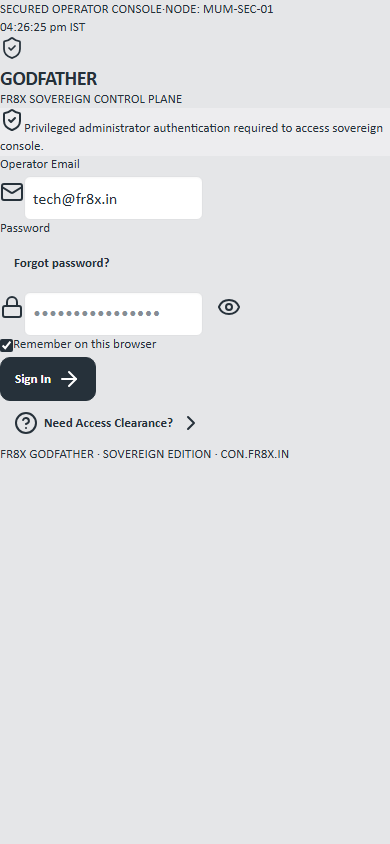 SECURED OPERATOR CONSOLE·NODE: MUM-SEC-01
04:26:25 pm IST
GODFATHER
FR8X SOVEREIGN CONTROL PLANE
Privileged administrator authentication required to access sovereign
console.
Operator Email
tech@fr8x.in
Password
Forgot password?
••••••••••••••••
Remember on this browser
Sign In
Need Access Clearance?
FR8X GODFATHER · SOVEREIGN EDITION · CON.FR8X.IN